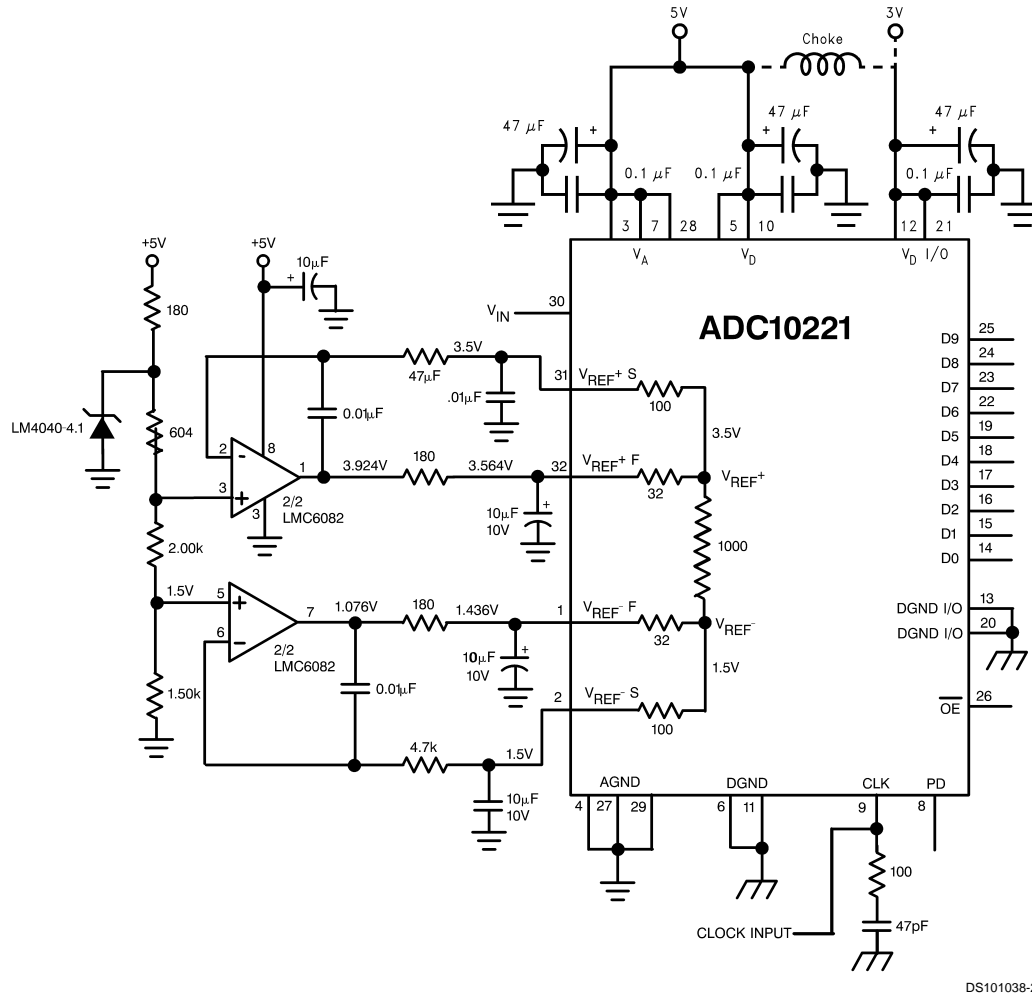 5V
3V
Choke
47 µF
+
47 µF
+
47 µF
+
0.1 µF
0.1 µF
0.1 µF
3
7
28
5
10
12
21
VA
VD
VD I/O
+5V
+5V
10µF
+
180
VIN
30
ADC10221
D9
25
D8
24
D7
23
D6
22
D5
19
D4
18
D3
17
D2
16
D1
15
D0
14
3.5V
47µF
31
VREF+ S
100
.01µF
0.01µF
3.5V
LM4040-4.1
604
2
-
8
1
3.924V
180
3.564V
32
VREF+ F
32
VREF+
3
+
2/2
LMC6082
3
10µF
10V
+
2.00k
1000
1.5V
5
+
7
1.076V
180
1.436V
1
VREF- F
32
VREF-
6
-
2/2
LMC6082
10µF
10V
+
1.5V
DGND I/O
13
DGND I/O
20
1.50k
0.01µF
2
VREF- S
100
OE
26
4.7k
1.5V
10µF
10V
AGND
DGND
CLK
PD
4
27
29
6
11
9
8
100
CLOCK INPUT
47pF
DS101038-